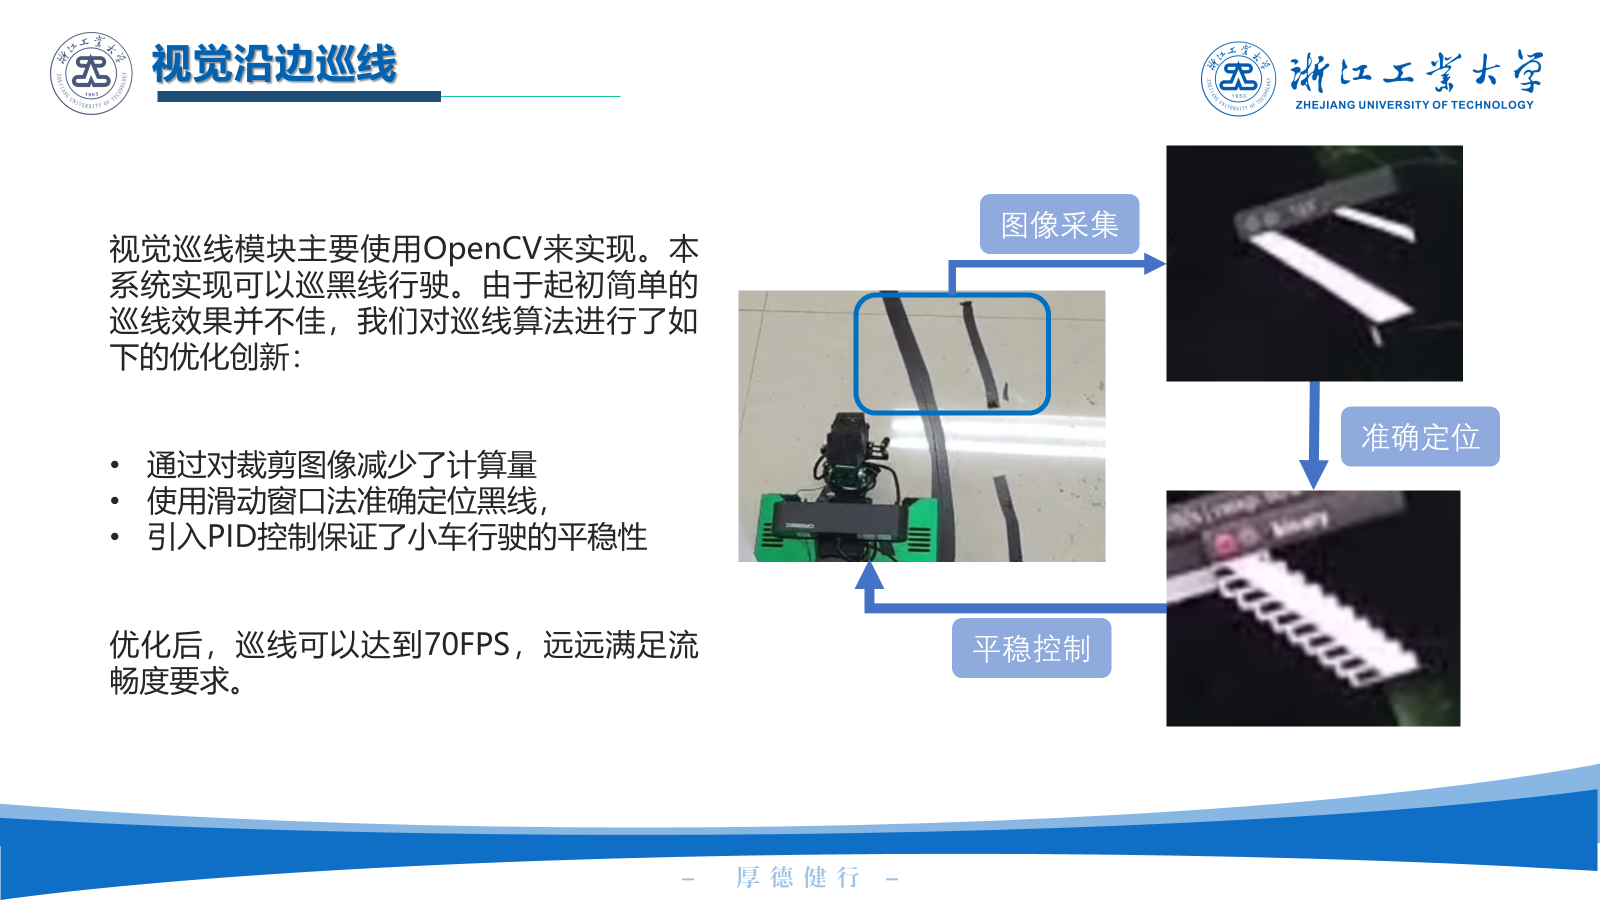 视觉沿边巡线
浙江工业大学
ZHEJIANG UNIVERSITY OF TECHNOLOGY
视觉巡线模块主要使用OpenCV来实现。本
系统实现可以巡黑线行驶。由于起初简单的
巡线效果并不佳，我们对巡线算法进行了如
下的优化创新：
• 通过对裁剪图像减少了计算量
• 使用滑动窗口法准确定位黑线，
• 引入PID控制保证了小车行驶的平稳性
优化后，巡线可以达到70FPS，远远满足流
畅度要求。
图像采集
准确定位
binary
平稳控制
- 厚德健行 -